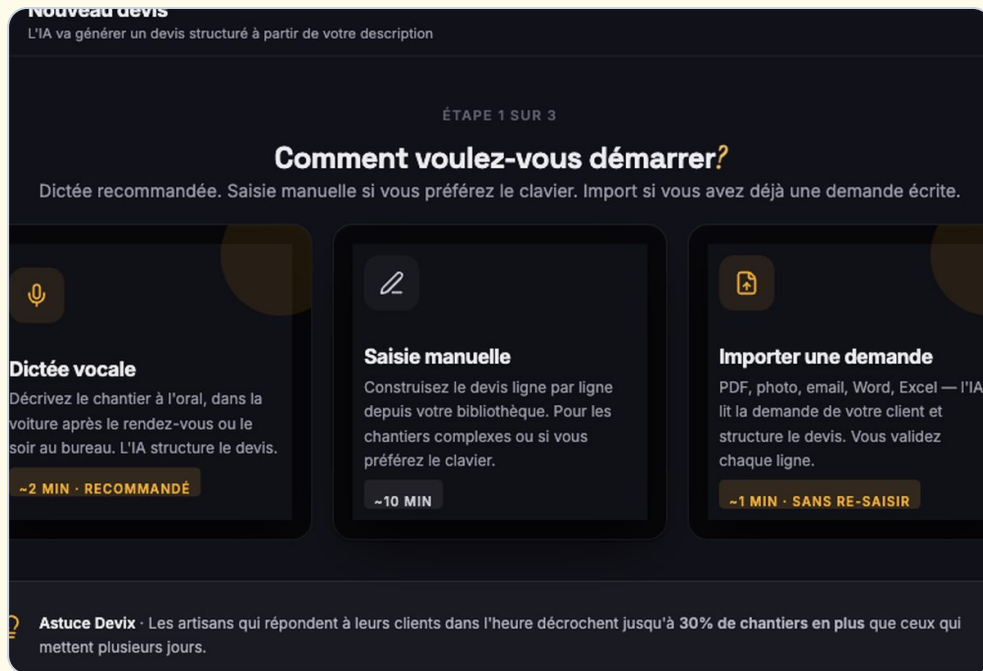 Nouveau devis
L'IA va générer un devis structuré à partir de votre description
ÉTAPE 1 SUR 3
Comment voulez-vous démarrer?
Dictée recommandée. Saisie manuelle si vous préférez le clavier. Import si vous avez déjà une demande écrite.
Dictée vocale
Décrivez le chantier à l'oral, dans la
voiture après le rendez-vous ou le
soir au bureau. L'IA structure le devis.
~2 MIN · RECOMMANDÉ
Saisie manuelle
Construisez le devis ligne par ligne
depuis votre bibliothèque. Pour les
chantiers complexes ou si vous
préférez le clavier.
~10 MIN
Importer une demande
PDF, photo, email, Word, Excel — l'IA
lit la demande de votre client et
structure le devis. Vous validez
chaque ligne.
~1 MIN · SANS RE-SAISIR
Astuce Devix · Les artisans qui répondent à leurs clients dans l'heure décrochent jusqu'à 30% de chantiers en plus que ceux qui
mettent plusieurs jours.